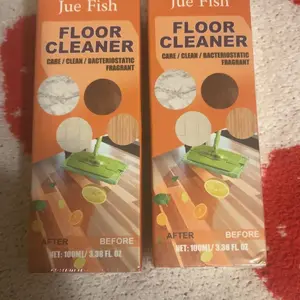 Jue Fish
FLOOR
CLEANER
CARE / CLEAN / BACTERIOSTATIC
FRAGRANT
AFTER BEFORE
NET: 100ML/ 3.38 FL. OZ
Jue Fish
FLOOR
CLEANER
CARE / CLEAN / BACTERIOSTATIC
FRAGRANT
AFTER BEFORE
NET: 100ML/ 3.38 FL. OZ